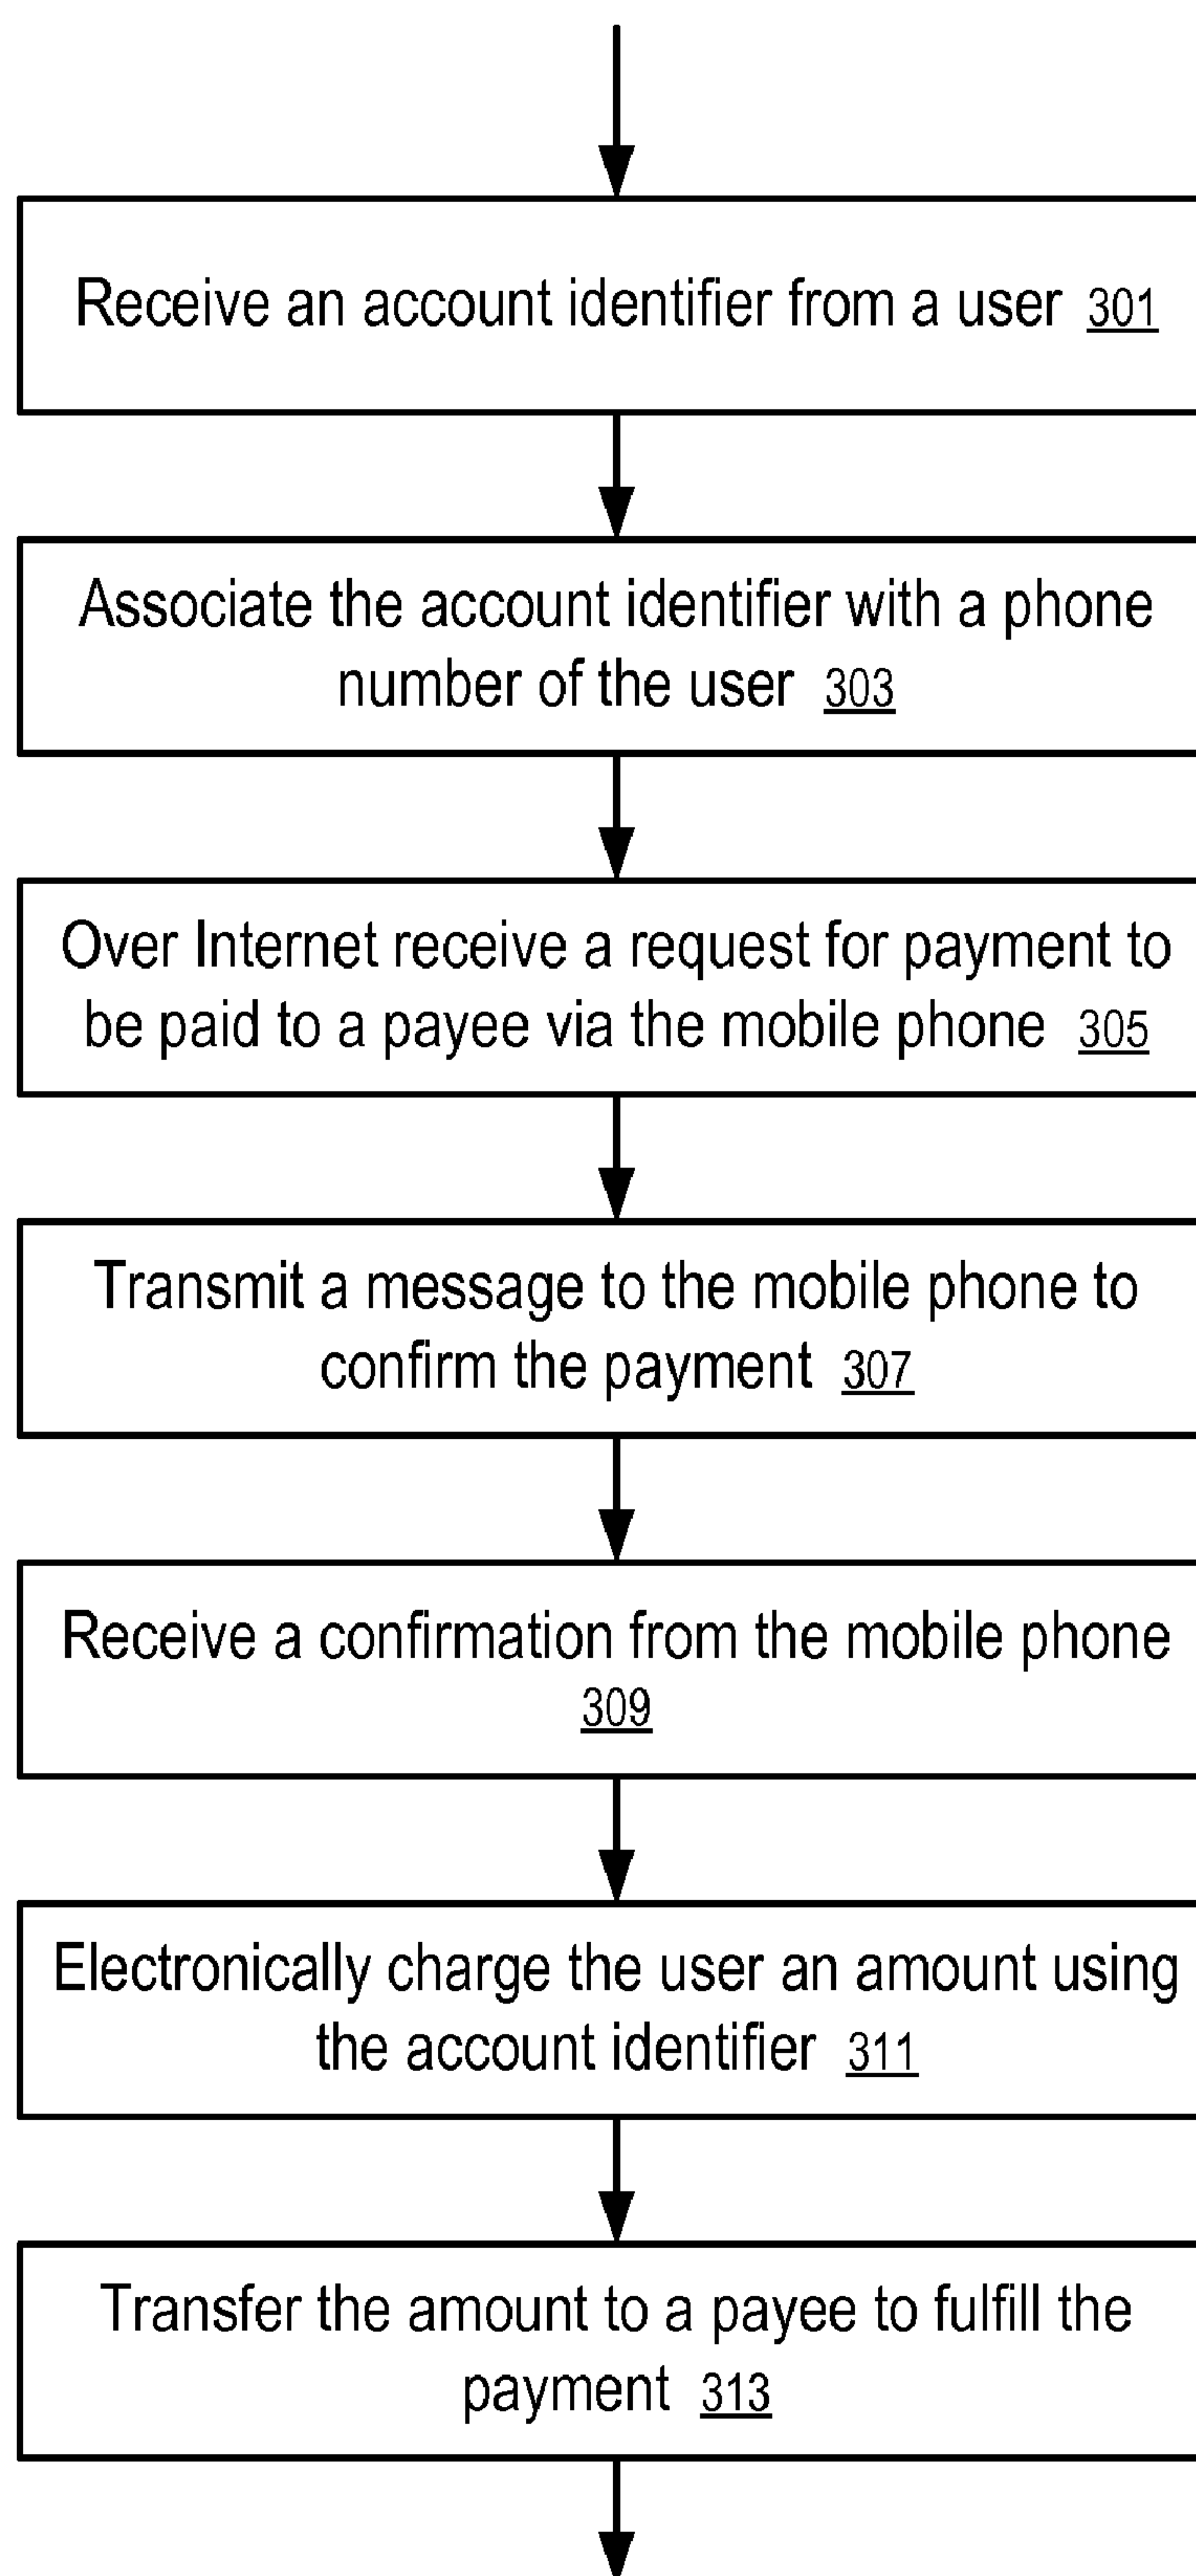 Receive an account identifier from a user 301
Associate the account identifier with a phone
number of the user 303
Over Internet receive a request for payment to
be paid to a payee via the mobile phone 305
Transmit a message to the mobile phone to
confirm the payment 307
Receive a confirmation from the mobile phone
309
Electronically charge the user an amount using
the account identifier 311
Transfer the amount to a payee to fulfill the
payment 313